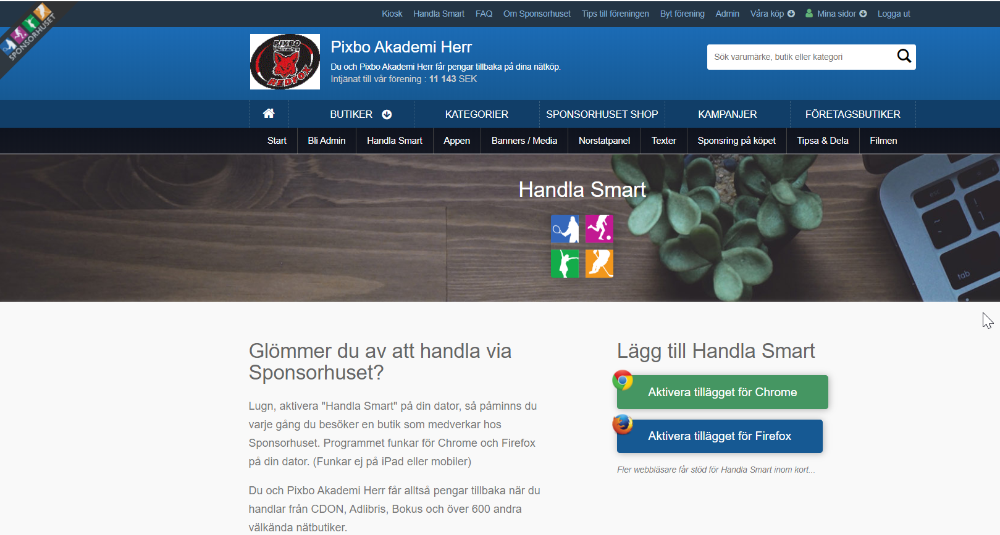 SPONSORHUSET
Kiosk Handla Smart FAQ Om Sponsorhuset Tips till föreningen Byt förening Admin Våra köp Mina sidor Logga ut
PIXBO
REDFOX
Pixbo Akademi Herr
Du och Pixbo Akademi Herr får pengar tillbaka på dina nätköp.
Intjänat till vår förening : 11 143 SEK
Sök varumärke, butik eller kategori
BUTIKER KATEGORIER SPONSORHUSET SHOP KAMPANJER FÖRETAGSBUTIKER
Start Bli Admin Handla Smart Appen Banners / Media Norstatpanel Texter Sponsring på köpet Tipsa & Dela Filmen
Handla Smart
esc
~
tab
Glömmer du av att handla via
Sponsorhuset?
Lugn, aktivera "Handla Smart" på din dator, så påminns du
varje gång du besöker en butik som medverkar hos
Sponsorhuset. Programmet funkar för Chrome och Firefox
på din dator. (Funkar ej på iPad eller mobiler)
Du och Pixbo Akademi Herr får alltså pengar tillbaka när du
handlar från CDON, Adlibris, Bokus och över 600 andra
välkända nätbutiker.
Lägg till Handla Smart
Aktivera tillägget för Chrome
Aktivera tillägget för Firefox
Fler webbläsare får stöd för Handla Smart inom kort...